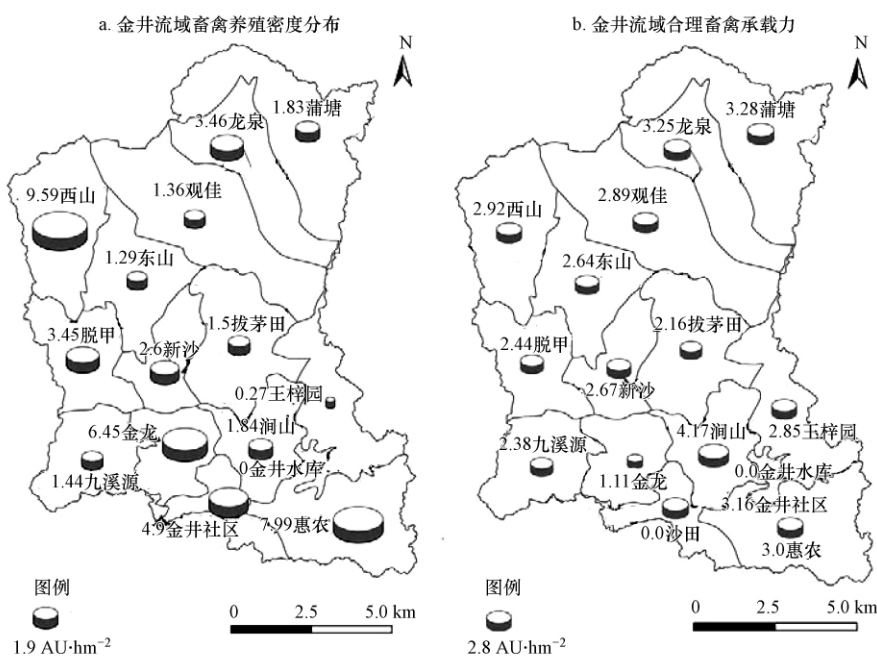 a. 金井流域畜禽养殖密度分布
N
1.83蒲塘
3.46龙泉
9.59西山
1.36观佳
1.29东山
1.5拔茅田
3.45脱甲
2.6新沙
0.27王梓园
6.45金龙
1.84涧山
0金井水库
1.44九溪源
4.9金井社区
7.99惠农
图例
1.9 AU·hm⁻²
0 2.5 5.0 km
b. 金井流域合理畜禽承载力
N
3.28蒲塘
3.25龙泉
2.89观佳
2.92西山
2.64东山
2.16拔茅田
2.44脱甲
2.67新沙
2.85王梓园
4.17涧山
2.38九溪源
0.0金井水库
1.11金龙
3.16金井社区
0.0沙田
3.0惠农
图例
2.8 AU·hm⁻²
0 2.5 5.0 km